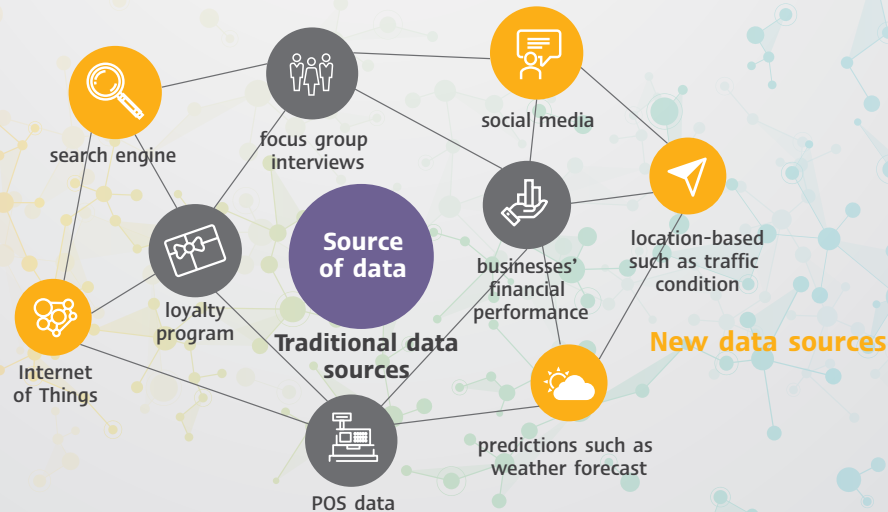 social media
focus group
interviews
search engine
Source
of data
location-based
such as traffic
condition
businesses’
financial
performance
loyalty
program
Traditional data
sources
New data sources
Internet
of Things
predictions such as
weather forecast
POS data